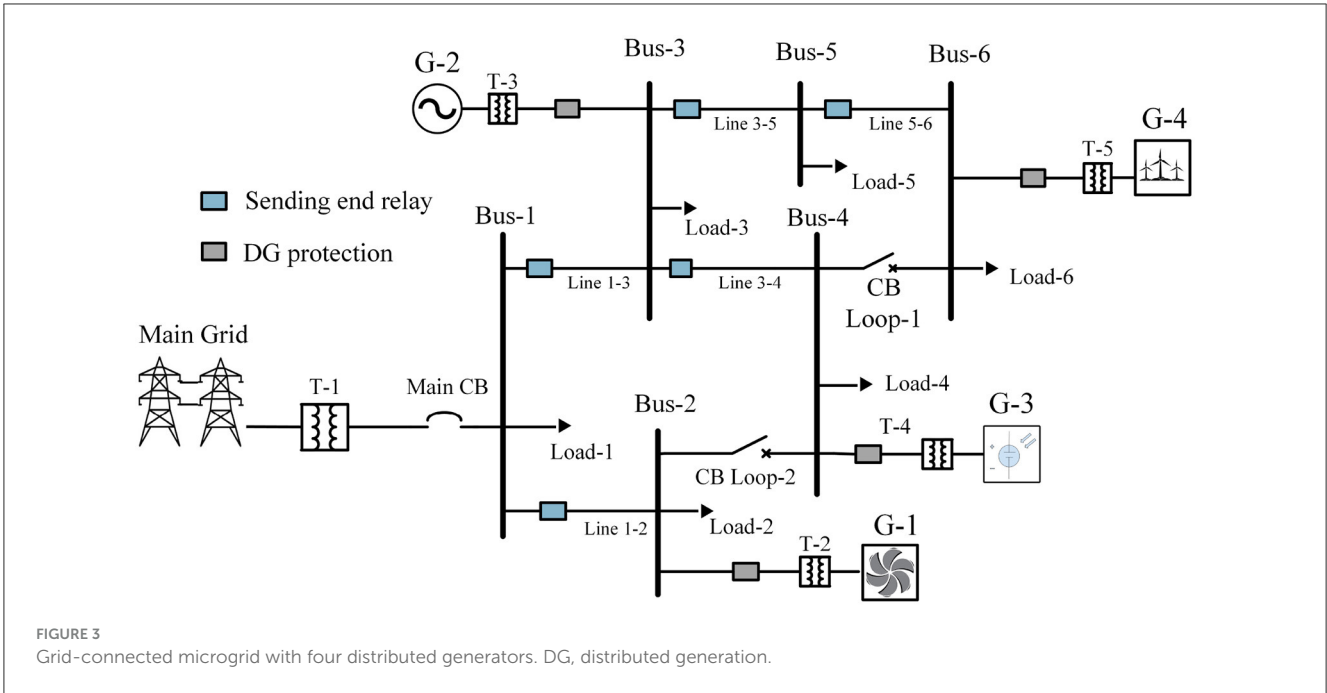 Bus-3
Bus-5
Bus-6
G-2
T-3
Line 3-5
Line 5-6
G-4
T-5
Load-5
Sending end relay
DG protection
Bus-1
Load-3
Bus-4
Line 1-3
Line 3-4
CB
Loop-1
Load-6
Main Grid
T-1
Main CB
Load-1
Bus-2
Load-4
G-3
T-4
CB Loop-2
Line 1-2
Load-2
G-1
T-2
+
−
FIGURE 3
Grid-connected microgrid with four distributed generators. DG, distributed generation.